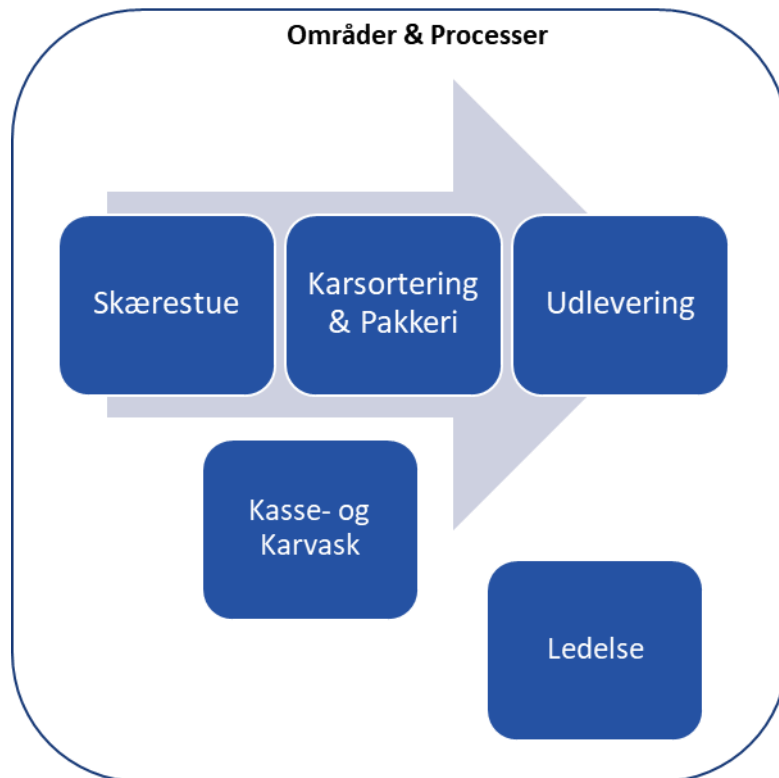 Områder & Processer
Skærestue
Karsortering
& Pakkeri
Udlevering
Kasse- og
Karvask
Ledelse